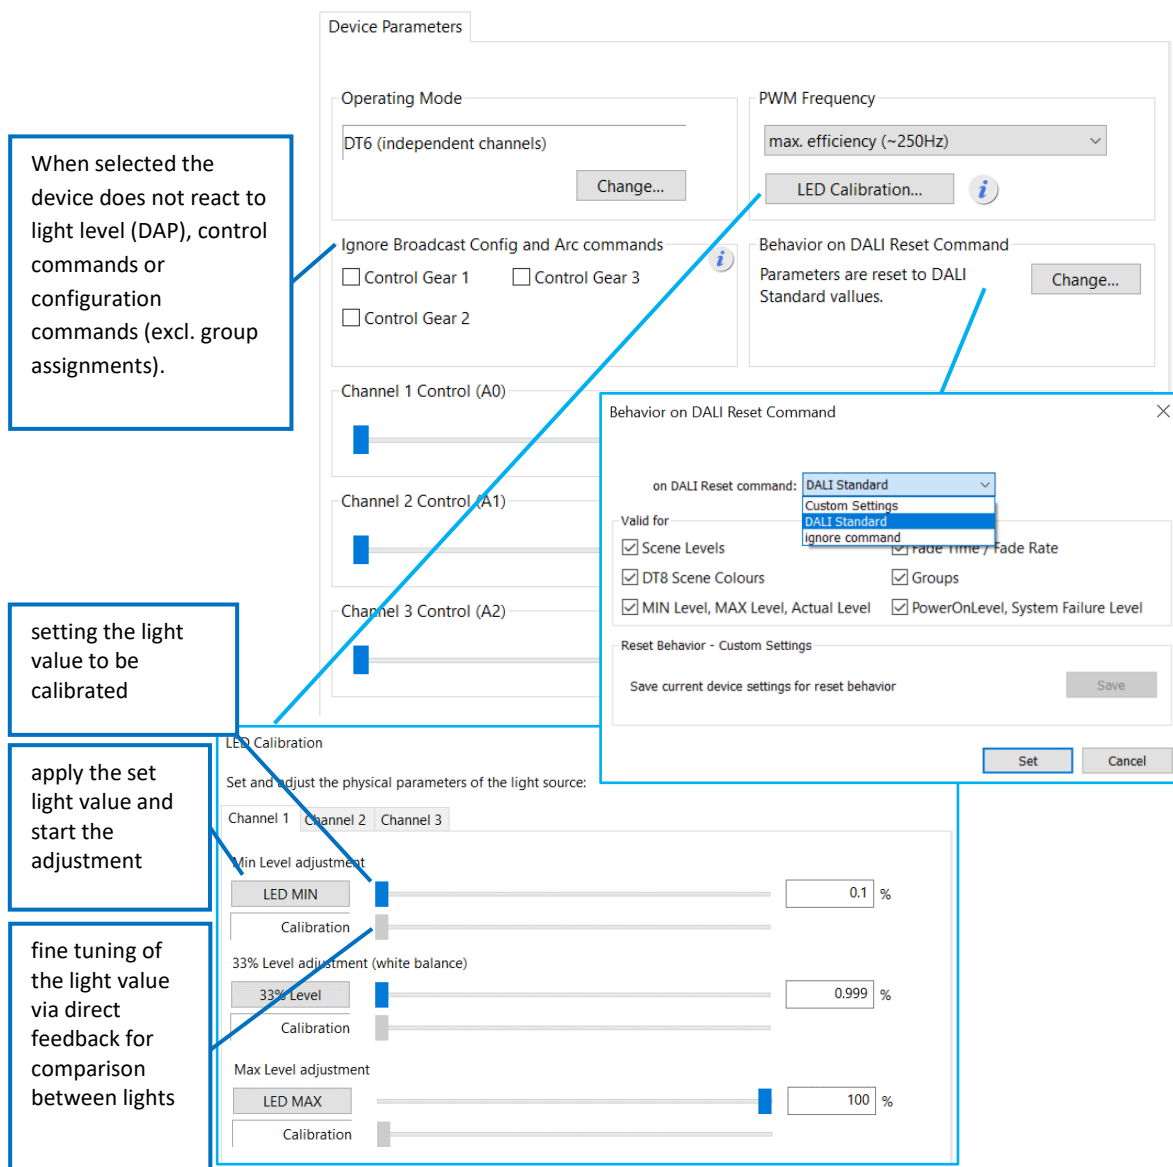 Device Parameters
Operating Mode
DT6 (independent channels)
Change...
PWM Frequency
max. efficiency (~250Hz)
LED Calibration...
i
When selected the
device does not react to
light level (DAP), control
commands or
configuration
commands (excl. group
assignments).
Ignore Broadcast Config and Arc commands
i
Control Gear 1
Control Gear 3
Control Gear 2
Behavior on DALI Reset Command
Parameters are reset to DALI
Standard vallues.
Change...
Channel 1 Control (A0)
Channel 2 Control (A1)
Channel 3 Control (A2)
Behavior on DALI Reset Command
on DALI Reset command:
DALI Standard
Custom Settings
DALI Standard
ignore command
Valid for
Scene Levels
Fade Time / Fade Rate
DT8 Scene Colours
Groups
MIN Level, MAX Level, Actual Level
PowerOnLevel, System Failure Level
Reset Behavior - Custom Settings
Save current device settings for reset behavior
Save
Set
Cancel
setting the light
value to be
calibrated
apply the set
light value and
start the
adjustment
fine tuning of
the light value
via direct
feedback for
comparison
between lights
LED Calibration
Set and adjust the physical parameters of the light source:
Channel 1
Channel 2
Channel 3
Min Level adjustment
LED MIN
0.1 %
Calibration
33% Level adjustment (white balance)
33% Level
0.999 %
Calibration
Max Level adjustment
LED MAX
100 %
Calibration